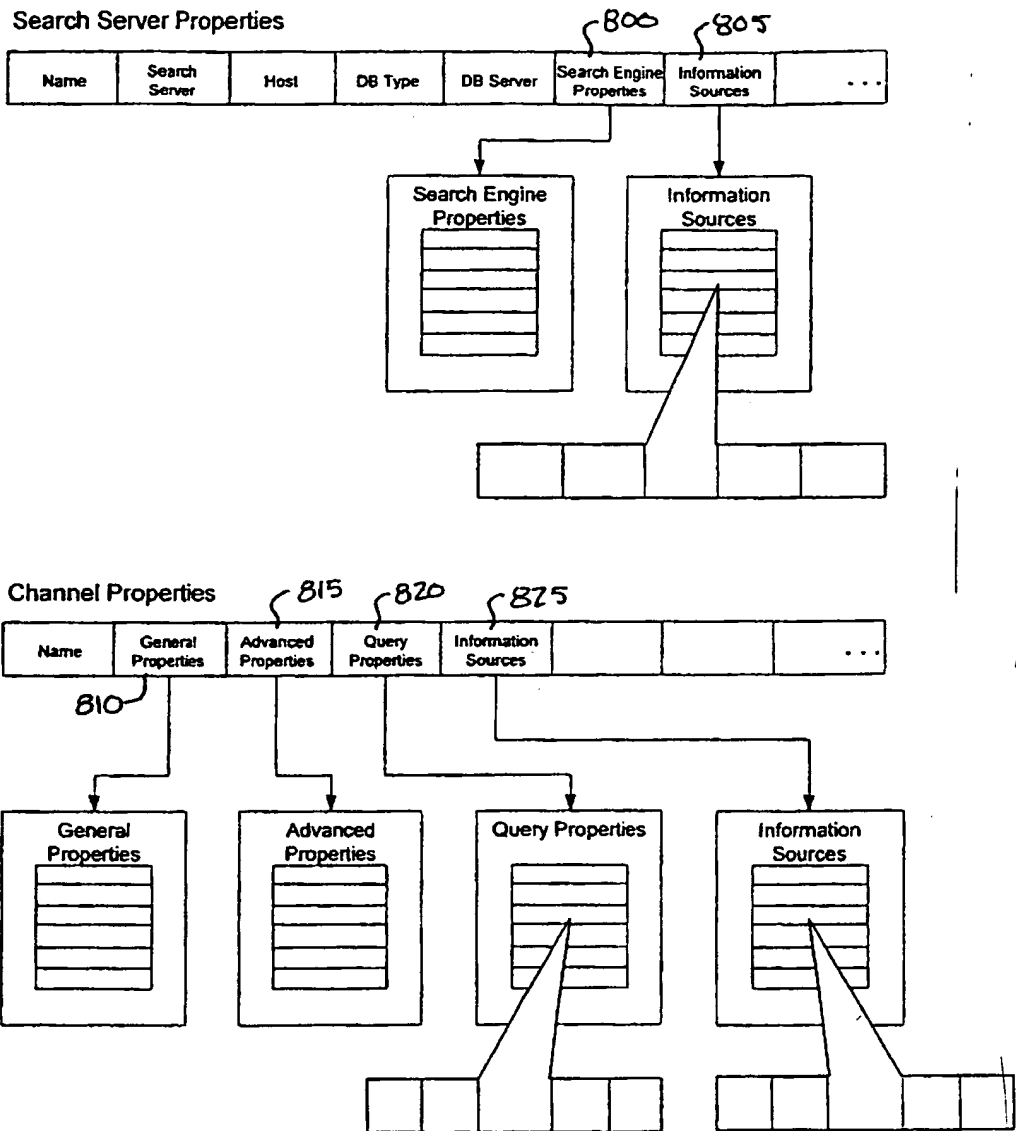 Search Server Properties
800
805
Name
Search
Server
Host
DB Type
DB Server
Search Engine
Properties
Information
Sources
...
Search Engine
Properties
Information
Sources
Channel Properties
815
820
825
Name
General
Properties
Advanced
Properties
Query
Properties
Information
Sources
...
810
General
Properties
Advanced
Properties
Query Properties
Information
Sources